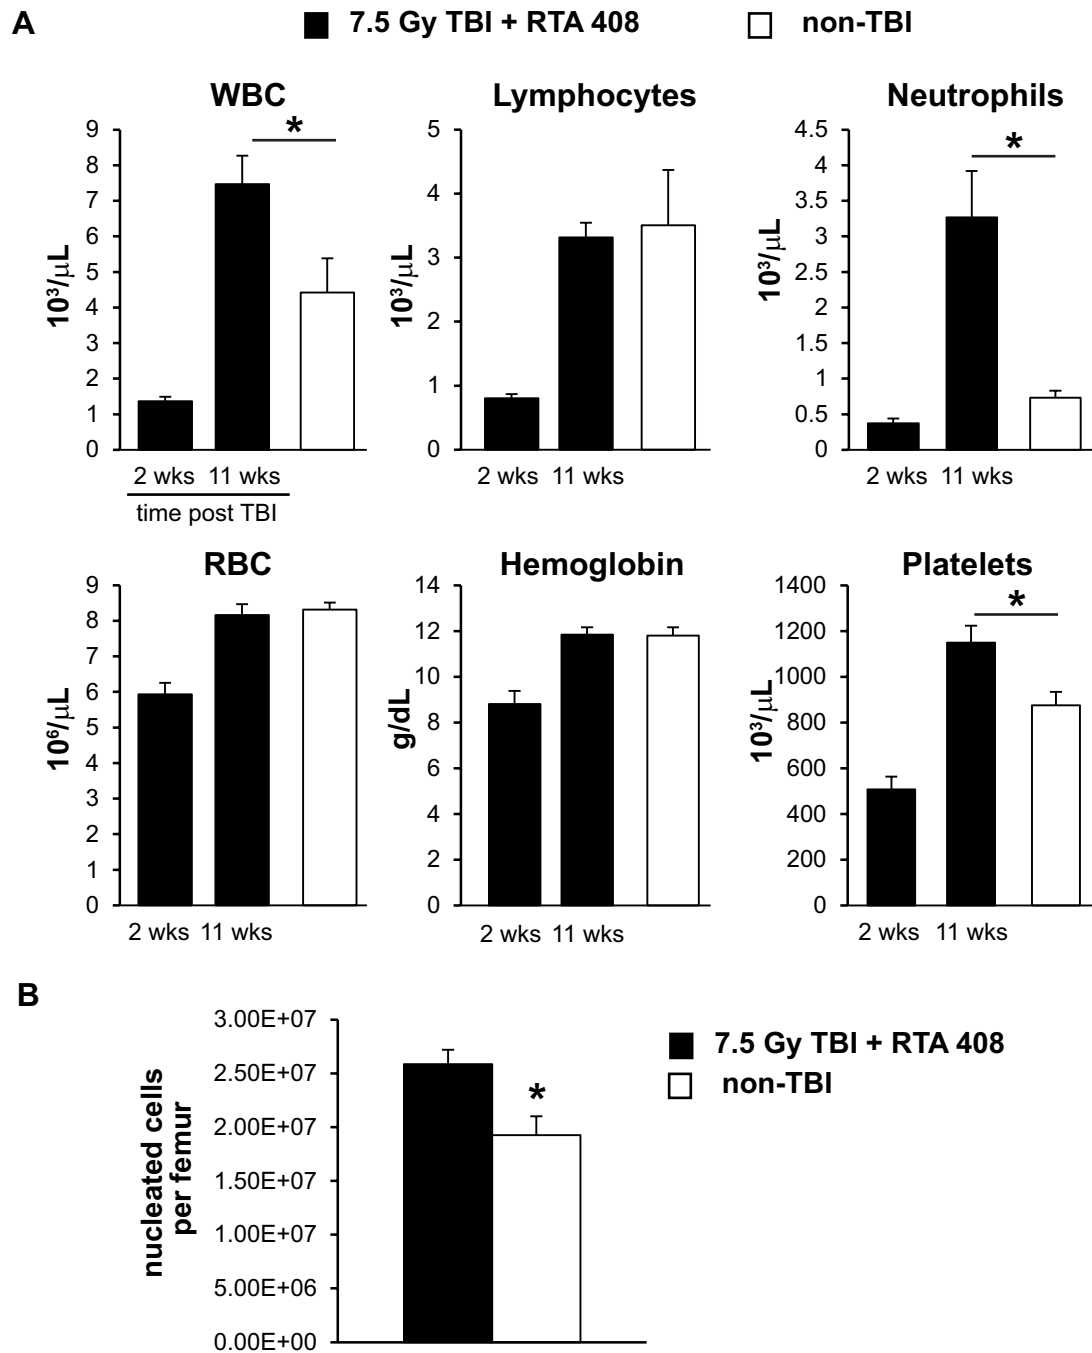 A
7.5 Gy TBI + RTA 408
non-TBI
WBC
Lymphocytes
Neutrophils
9
8
7
6
5
4
3
2
1
0
10³/μL
*
2 wks 11 wks
time post TBI
5
4
3
2
1
0
10³/μL
2 wks 11 wks
4.5
4
3.5
3
2.5
2
1.5
1
0.5
0
10³/μL
*
2 wks 11 wks
RBC
Hemoglobin
Platelets
9
8
7
6
5
4
3
2
1
0
10⁶/μL
2 wks 11 wks
14
12
10
8
6
4
2
0
g/dL
2 wks 11 wks
1400
1200
1000
800
600
400
200
0
10³/μL
*
2 wks 11 wks
B
3.00E+07
2.50E+07
2.00E+07
1.50E+07
1.00E+07
5.00E+06
0.00E+00
nucleated cells
per femur
*
7.5 Gy TBI + RTA 408
non-TBI